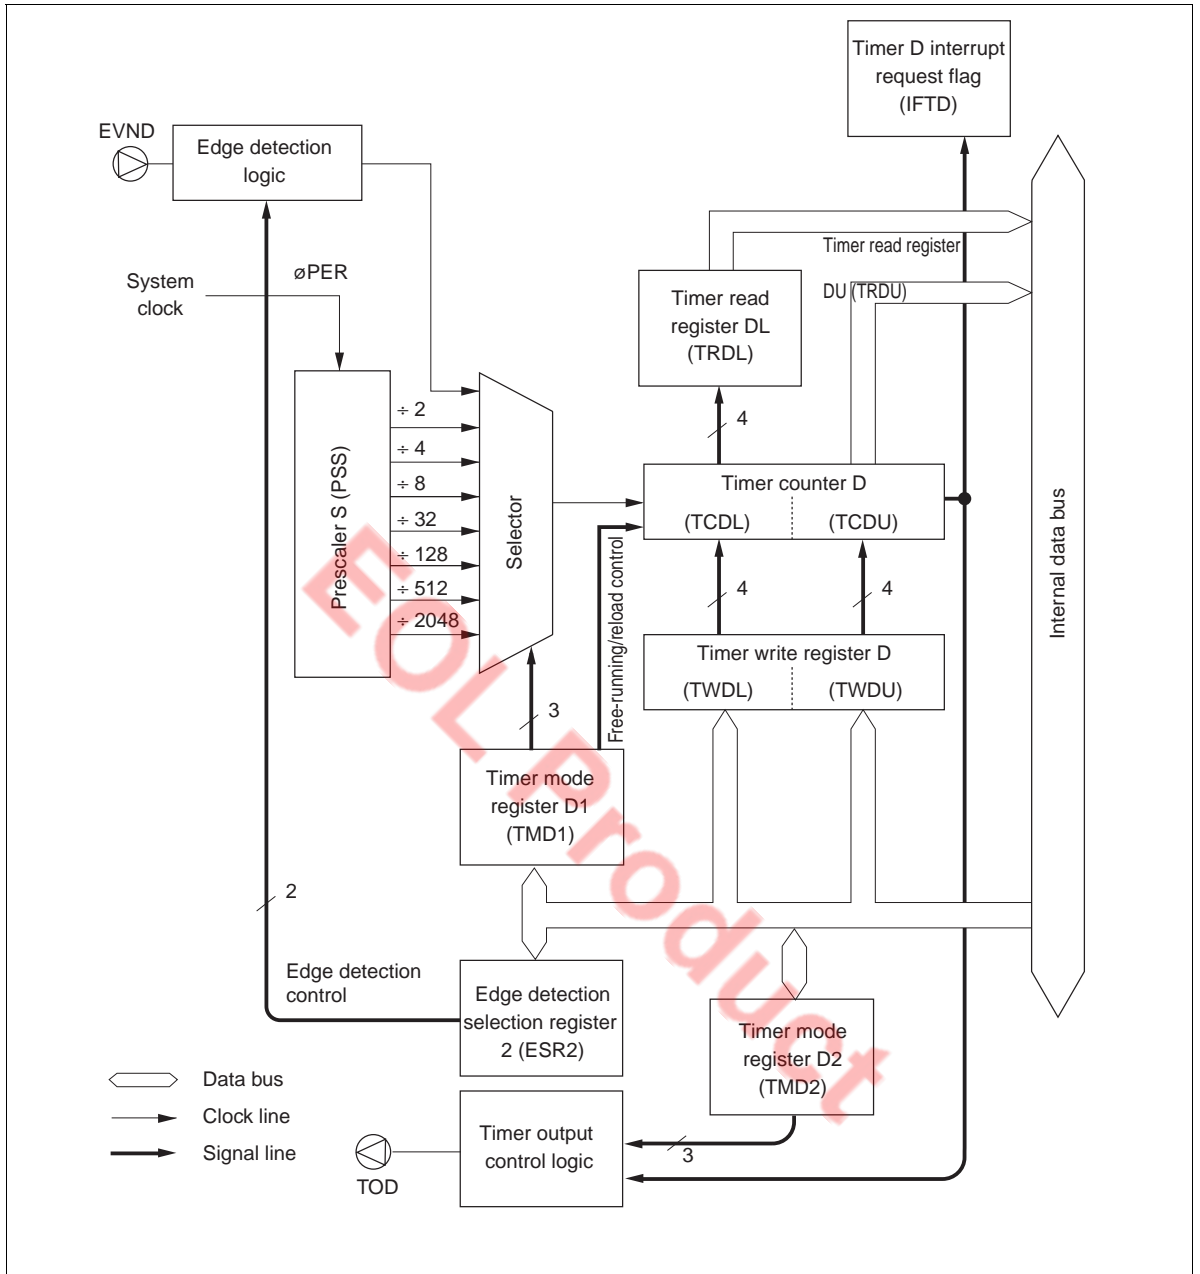 Timer D interrupt
request flag
(IFTD)
EVND
Edge detection
logic
System
clock
øPER
Timer read register
DU (TRDU)
Timer read
register DL
(TRDL)
4
Prescaler S (PSS)
÷ 2
÷ 4
÷ 8
÷ 32
÷ 128
÷ 512
÷ 2048
Selector
Timer counter D
(TCDL)
(TCDU)
4
4
Free-running/reload control
Timer write register D
(TWDL)
(TWDU)
Internal data bus
3
Timer mode
register D1
(TMD1)
2
Edge detection
control
Edge detection
selection register
2 (ESR2)
Timer mode
register D2
(TMD2)
3
Timer output
control logic
TOD
Data bus
Clock line
Signal line
EOL Product